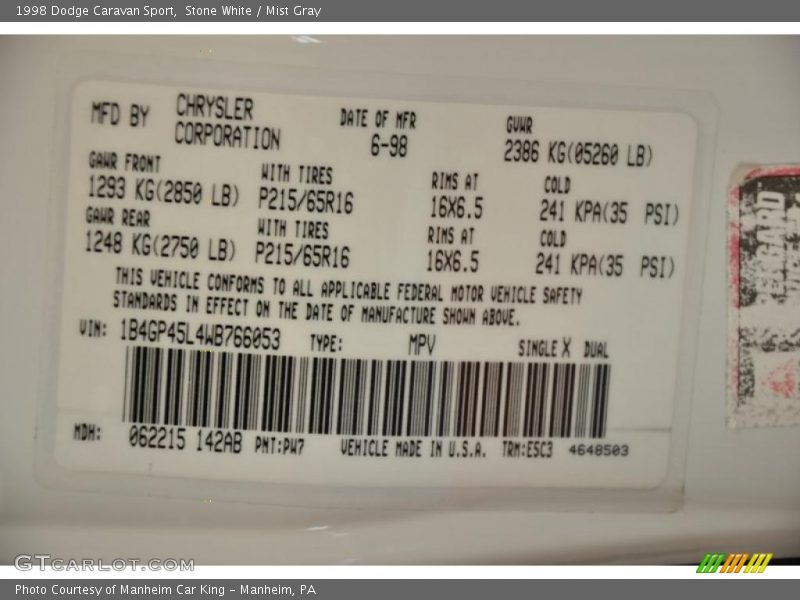 1998 Dodge Caravan Sport,  Stone White / Mist Gray
MFD BY CHRYSLER CORPORATION
DATE OF MFR 6-98
GVWR 2386 KG(05260 LB)
GAWR FRONT WITH TIRES RIMS AT COLD
1293 KG(2850 LB) P215/65R16 16X6.5 241 KPA(35 PSI)
GAWR REAR WITH TIRES RIMS AT COLD
1248 KG(2750 LB) P215/65R16 16X6.5 241 KPA(35 PSI)
THIS VEHICLE CONFORMS TO ALL APPLICABLE FEDERAL MOTOR VEHICLE SAFETY
STANDARDS IN EFFECT ON THE DATE OF MANUFACTURE SHOWN ABOVE.
VIN: 1B4GP45L4WB766053 TYPE: MPV SINGLE X DUAL
MDH: 062215 142AB PNT:PW7 VEHICLE MADE IN U.S.A. TRM:E5C3 4648503
GTCARLOT.COM
Photo Courtesy of Manheim Car King - Manheim, PA